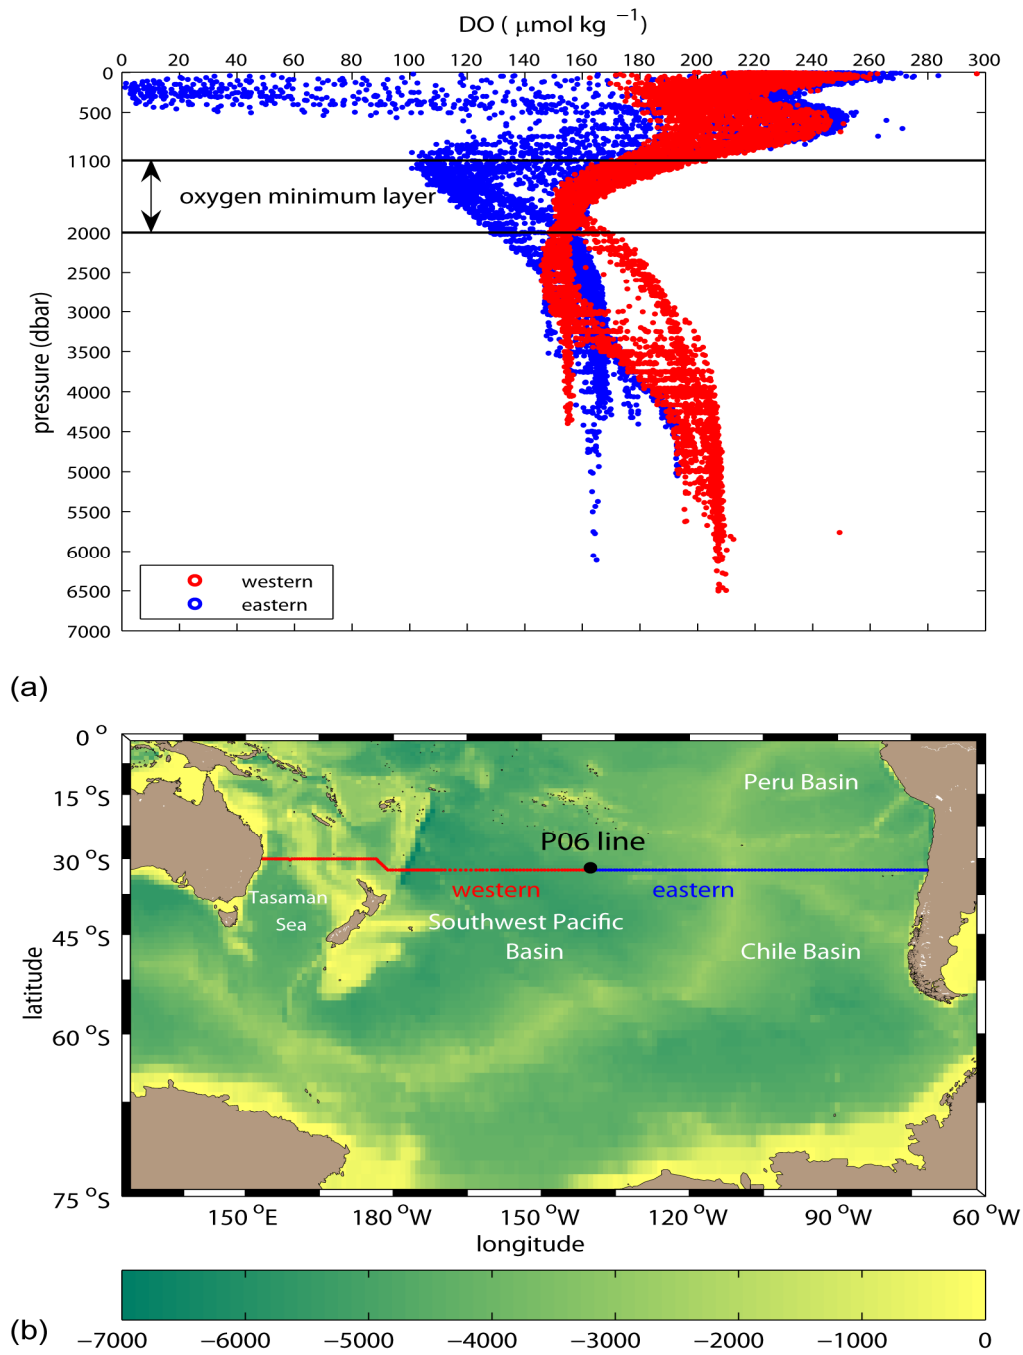 DO ( μmol kg ⁻¹)
0 20 40 60 80 100 120 140 160 180 200 220 240 260 280 300
0
500
1100
oxygen minimum layer
2000
2500
3000
3500
4000
4500
5000
5500
6000
6500
7000
pressure (dbar)
western
eastern
(a)
0 °
15 °S
30 °S
45 °S
60 °S
75 °S
latitude
Peru Basin
P06 line
western
eastern
Tasaman
Sea
Southwest Pacific
Basin
Chile Basin
150 °E 180 °W 150 °W 120 °W 90 °W 60 °W
longitude
(b)
−7000 −6000 −5000 −4000 −3000 −2000 −1000 0